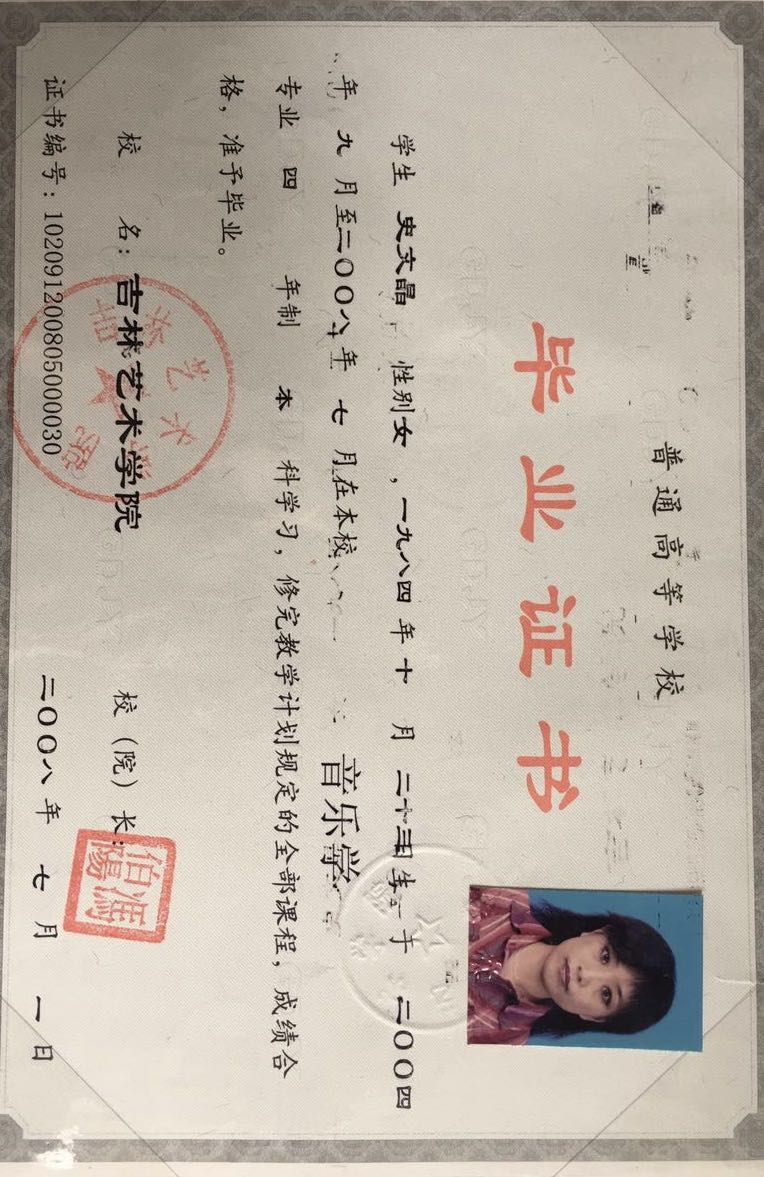 普通高等学校
毕业证书
学生 史文晶 性别女，一九八四年十月二十三日生于二〇〇四
年九月至二〇〇八年七月在本校 音乐学
专业 四 年制 本 科学习，修完教学计划规定的全部课程，成绩合
格，准予毕业。
校 名：吉林艺术学院 校（院）长：
证书编号：102091200805000030 二〇〇八年七月一日